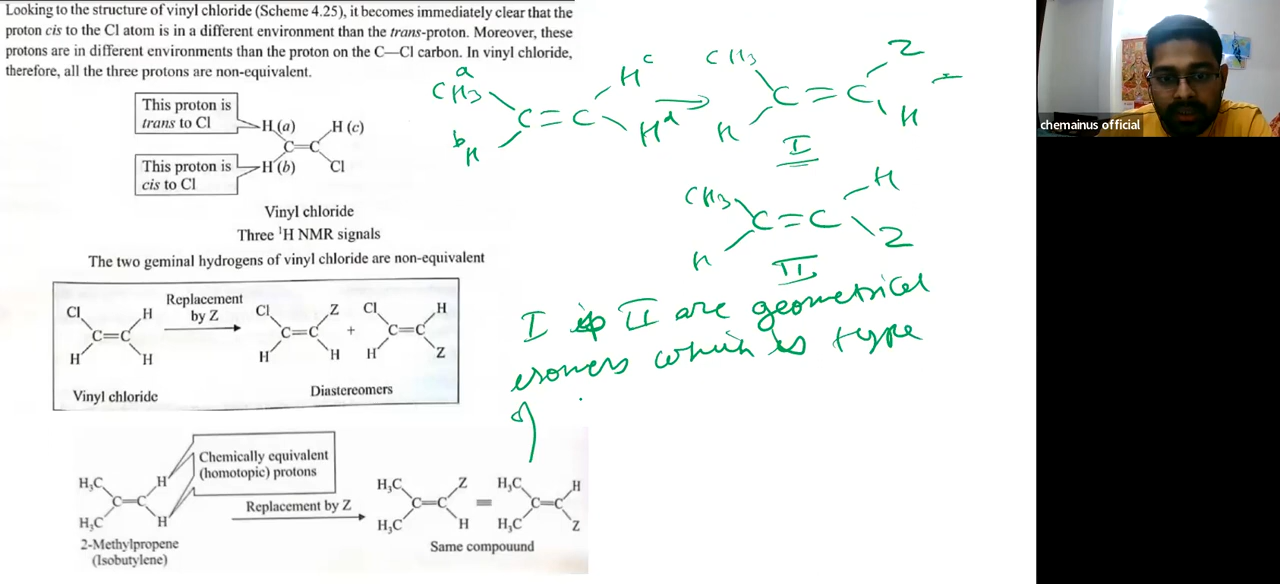 Looking to the structure of vinyl chloride (Scheme 4.25), it becomes immediately clear that the
proton cis to the Cl atom is in a different environment than the trans-proton. Moreover, these
protons are in different environments than the proton on the C—Cl carbon. In vinyl chloride,
therefore, all the three protons are non-equivalent.
This proton is
trans to Cl
H (a)
H (c)
C=C
This proton is
cis to Cl
H (b)
Cl
Vinyl chloride
Three ¹H NMR signals
The two geminal hydrogens of vinyl chloride are non-equivalent
Cl H
C=C
H H
Replacement
by Z
Cl Z
C=C
H H
+
Cl H
C=C
H Z
Vinyl chloride
Diastereomers
Chemically equivalent
(homotopic) protons
H₃C H
C=C
H₃C H
Replacement by Z
H₃C Z
C=C
H₃C H
=
H₃C H
C=C
H₃C Z
2-Methylpropene
(Isobutylene)
Same compouund
a
CH₃ H c
C=C
b
H H d
CH₃ Z
C=C
H H
I
CH₃ H
C=C
H Z
II
I & II are geometrical
isomers which is type
of
chemainus official